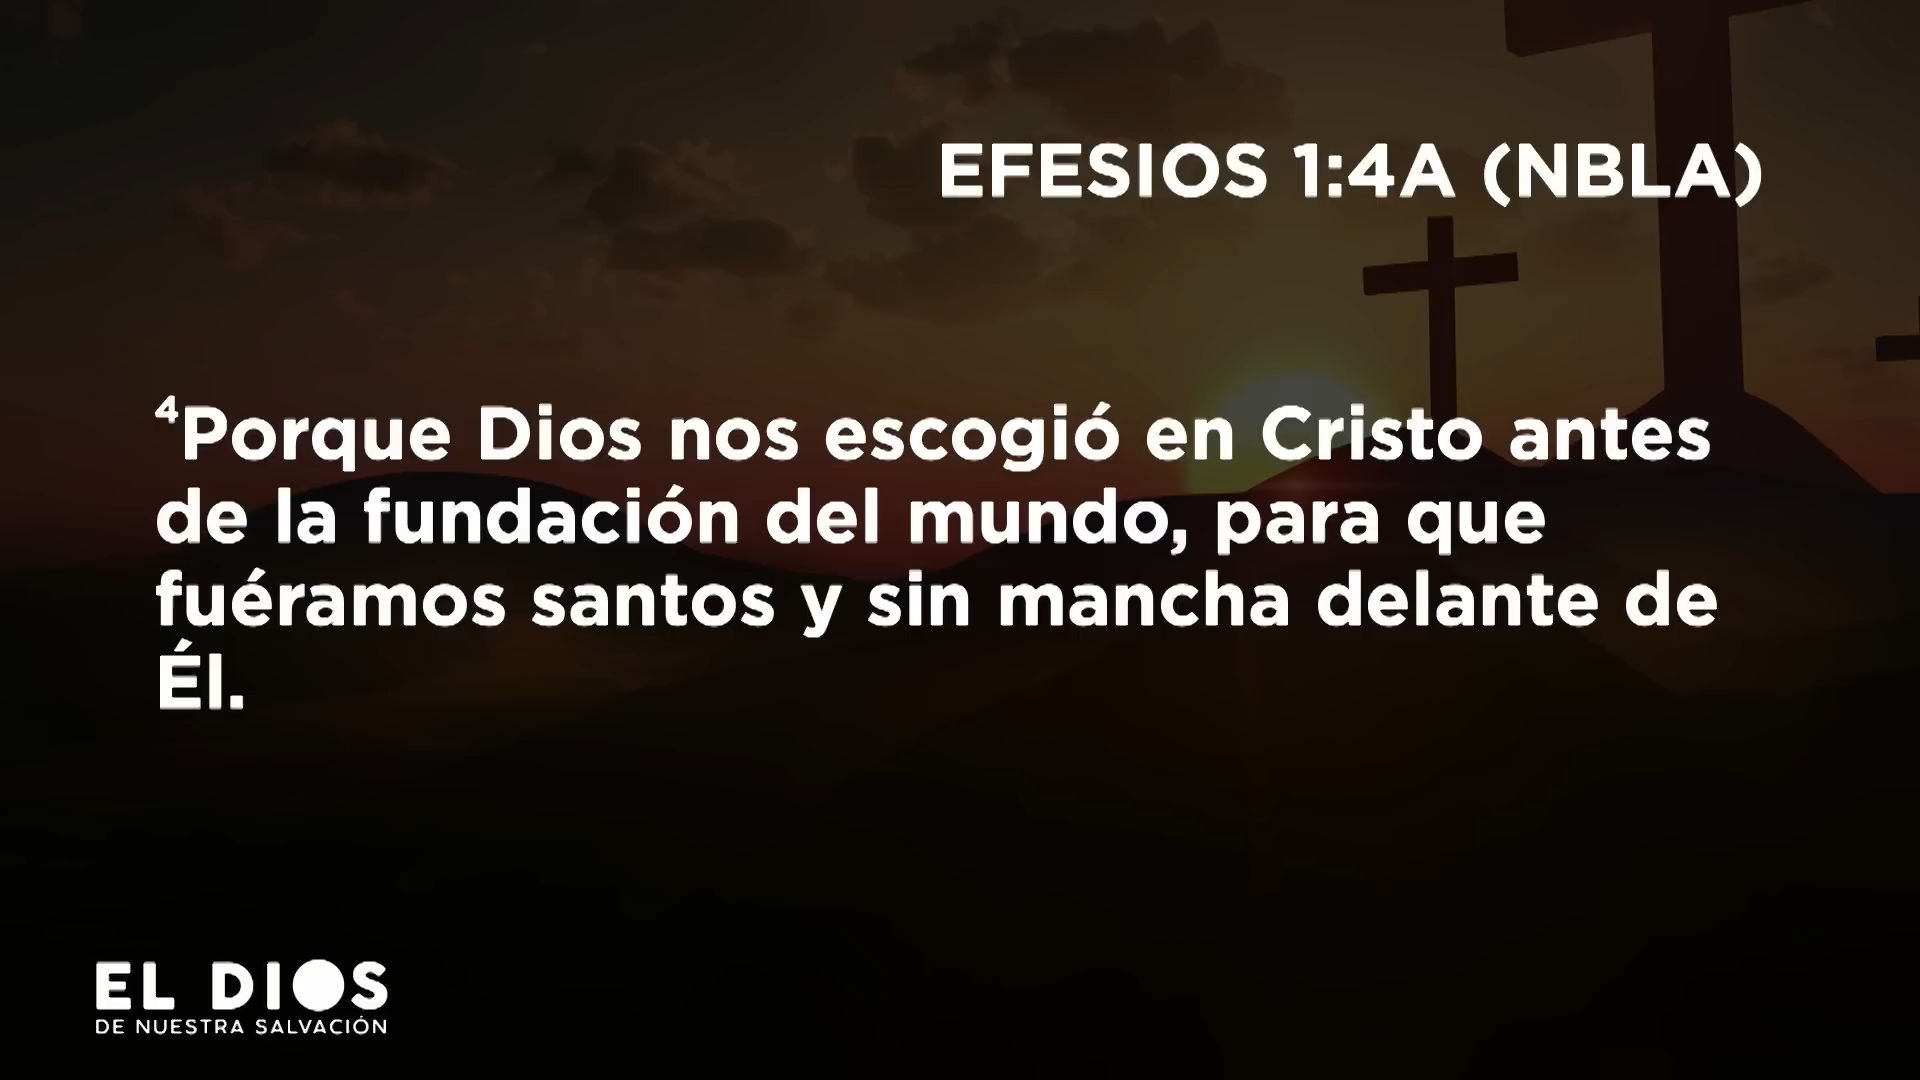 EFESIOS 1:4A (NBLA)
⁴Porque Dios nos escogió en Cristo antes
de la fundación del mundo, para que
fuéramos santos y sin mancha delante de
Él.
EL DIOS
DE NUESTRA SALVACIÓN